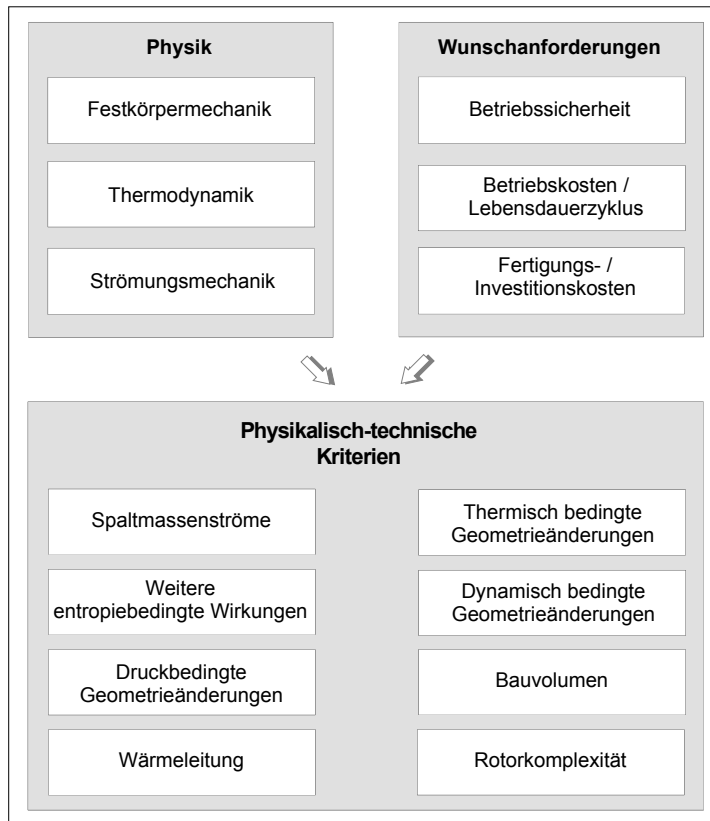 Physik
Festkörpermechanik
Thermodynamik
Strömungsmechanik
Wunschanforderungen
Betriebssicherheit
Betriebskosten /
Lebensdauerzyklus
Fertigungs- /
Investitionskosten
Physikalisch-technische
Kriterien
Spaltmassenströme
Weitere
entropiebedingte Wirkungen
Druckbedingte
Geometrieänderungen
Wärmeleitung
Thermisch bedingte
Geometrieänderungen
Dynamisch bedingte
Geometrieänderungen
Bauvolumen
Rotorkomplexität